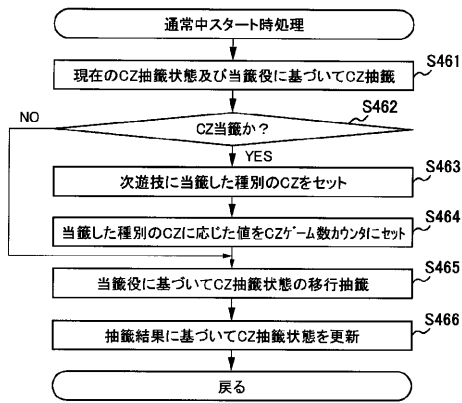 通常中スタート時処理
S461
現在のCZ抽籤状態及び当籤役に基づいてCZ抽籤
S462
NO
CZ当籤か?
YES
S463
次遊技に当籤した種別のCZをセット
S464
当籤した種別のCZに応じた値をCZゲーム数カウンタにセット
S465
当籤役に基づいてCZ抽籤状態の移行抽籤
S466
抽籤結果に基づいてCZ抽籤状態を更新
戻る